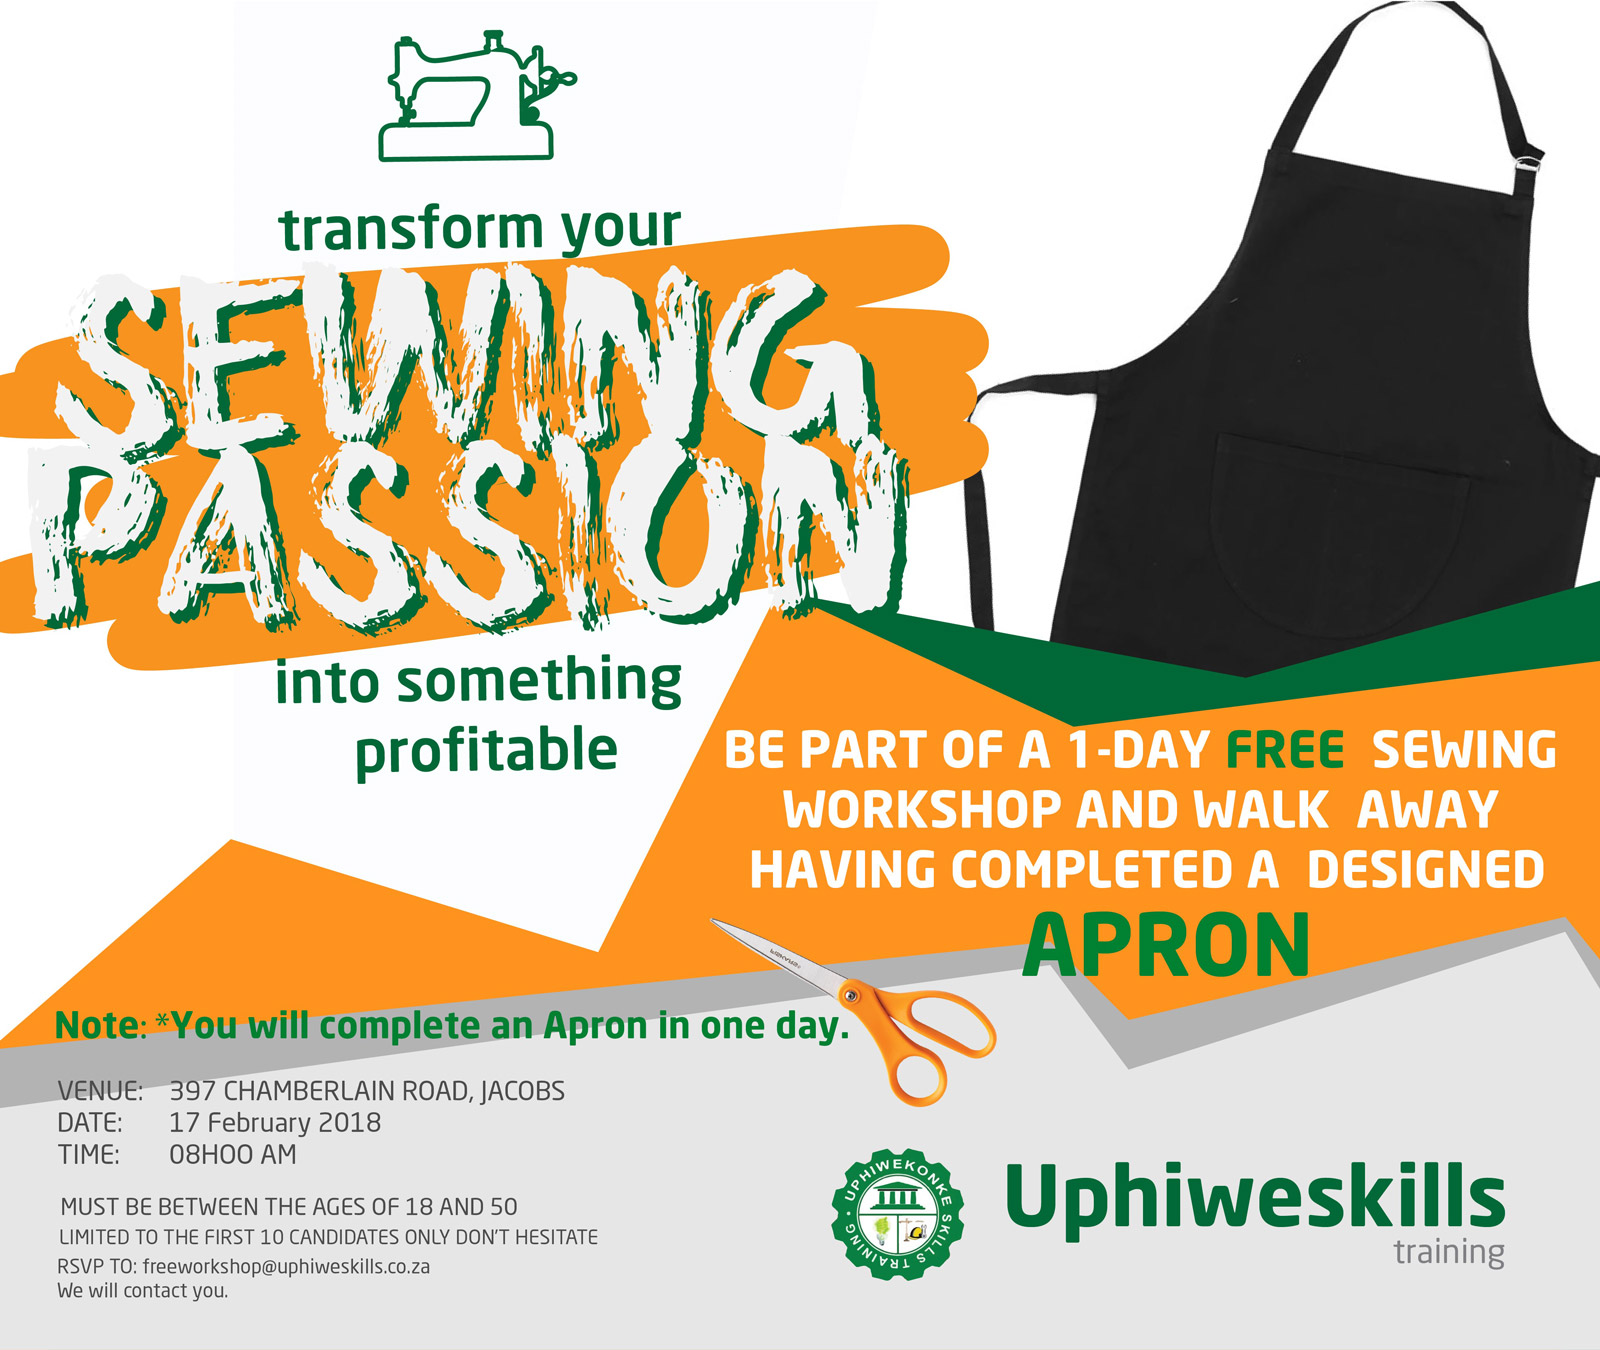 transform your
SEWING
PASSION
into something
profitable
BE PART OF A 1-DAY FREE SEWING
WORKSHOP AND WALK AWAY
HAVING COMPLETED A DESIGNED
APRON
Note: *You will complete an Apron in one day.
VENUE: 397 CHAMBERLAIN ROAD, JACOBS
DATE: 17 February 2018
TIME: 08HOO AM
MUST BE BETWEEN THE AGES OF 18 AND 50
LIMITED TO THE FIRST 10 CANDIDATES ONLY DON'T HESITATE
RSVP TO: freeworkshop@uphiweskills.co.za
We will contact you.
UPHIWEKONKE SKILLS TRAINING
Uphiweskills
training